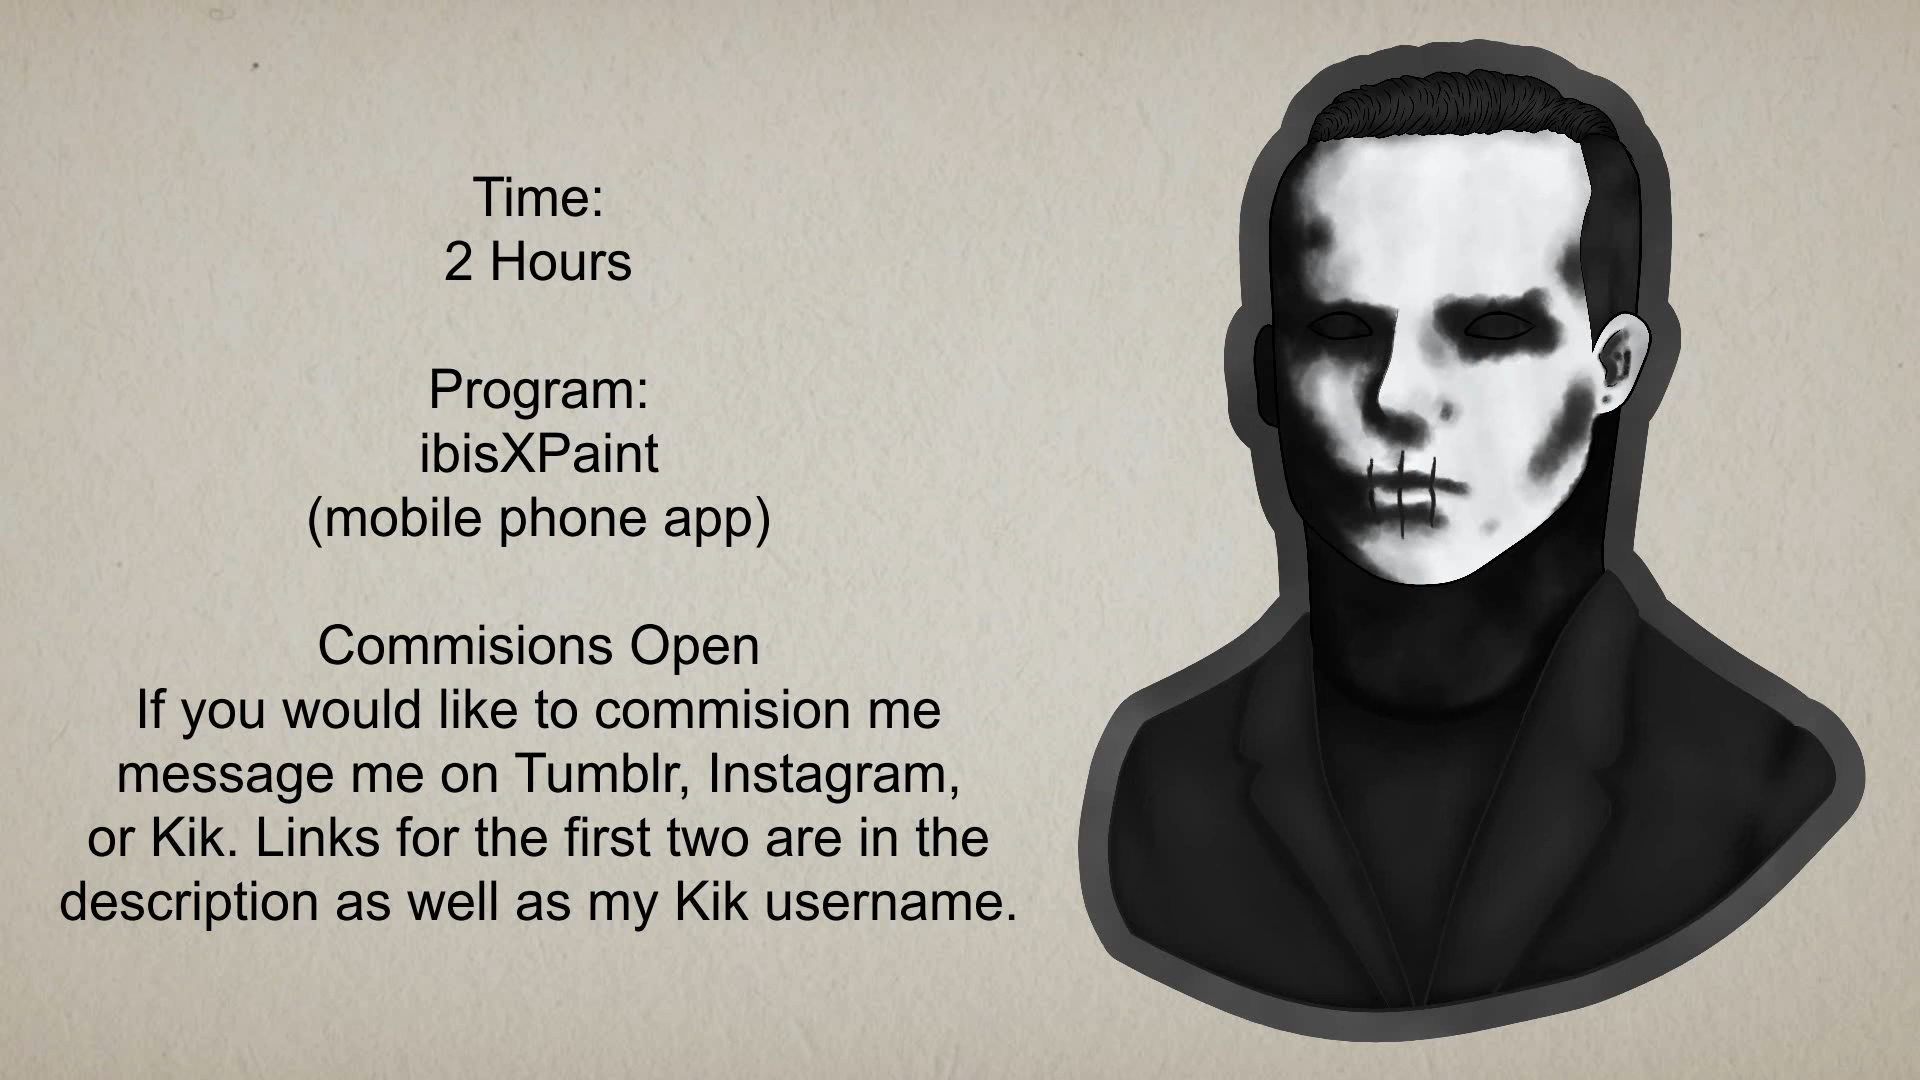 Time:
2 Hours
Program:
ibisXPaint
(mobile phone app)
Commisions Open
If you would like to commision me
message me on Tumblr, Instagram,
or Kik. Links for the first two are in the
description as well as my Kik username.